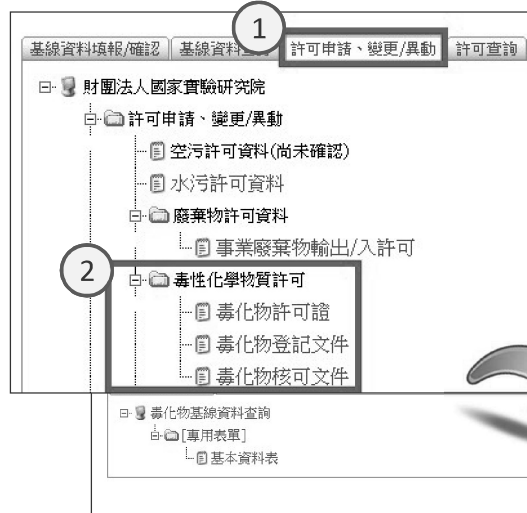 1
基線資料填報/確認 基線資料 許可申請、變更/異動 許可查詢
財團法人國家實驗研究院
許可申請、變更/異動
空污許可資料(尚未確認)
水污許可資料
廢棄物許可資料
事業廢棄物輸出/入許可
2
毒性化學物質許可
毒化物許可證
毒化物登記文件
毒化物核可文件
毒化物基線資料查詢
[專用表單]
基本資料表